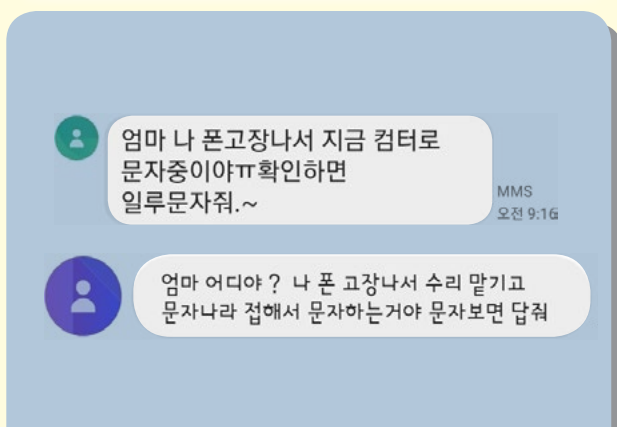 엄마 나 폰고장나서 지금 컴터로
문자중이야ㅠ확인하면
일루문자줘.~
MMS
오전 9:16
엄마 어디야 ? 나 폰 고장나서 수리 맡기고
문자나라 접해서 문자하는거야 문자보면 답줘